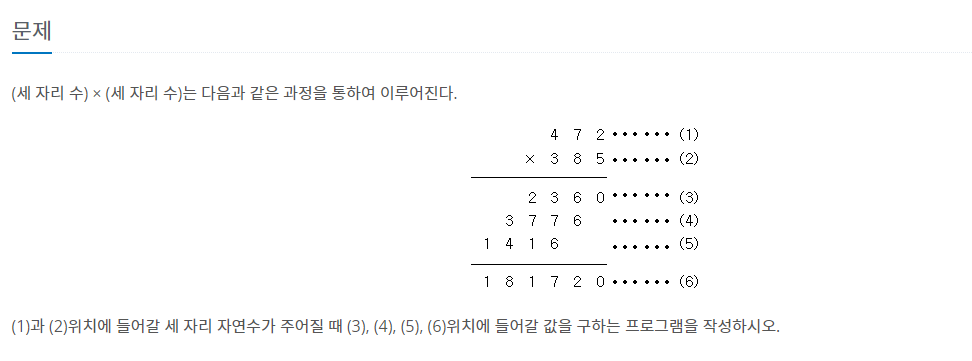 문제
(세 자리 수) × (세 자리 수)는 다음과 같은 과정을 통하여 이루어진다.
4 7 2 ······ (1)
× 3 8 5 ······ (2)
2 3 6 0 ······ (3)
3 7 7 6 ······ (4)
1 4 1 6 ······ (5)
1 8 1 7 2 0 ······ (6)
(1)과 (2)위치에 들어갈 세 자리 자연수가 주어질 때 (3), (4), (5), (6)위치에 들어갈 값을 구하는 프로그램을 작성하시오.